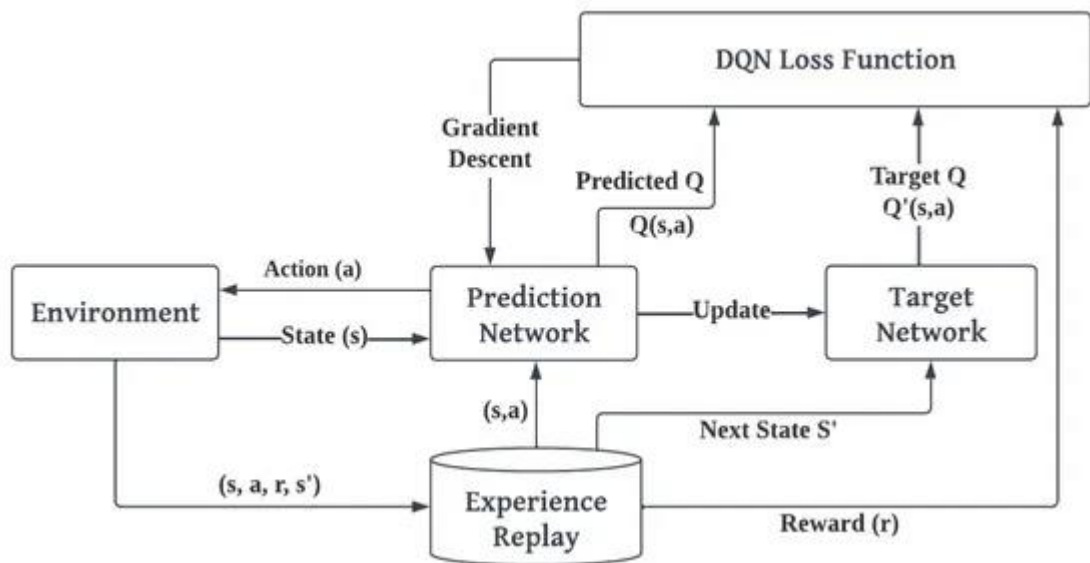 DQN Loss Function
Gradient
Descent
Predicted Q
Q(s,a)
Target Q
Q'(s,a)
Action (a)
Environment
State (s)
Prediction
Network
Update
Target
Network
(s,a)
Next State S'
(s, a, r, s')
Experience
Replay
Reward (r)